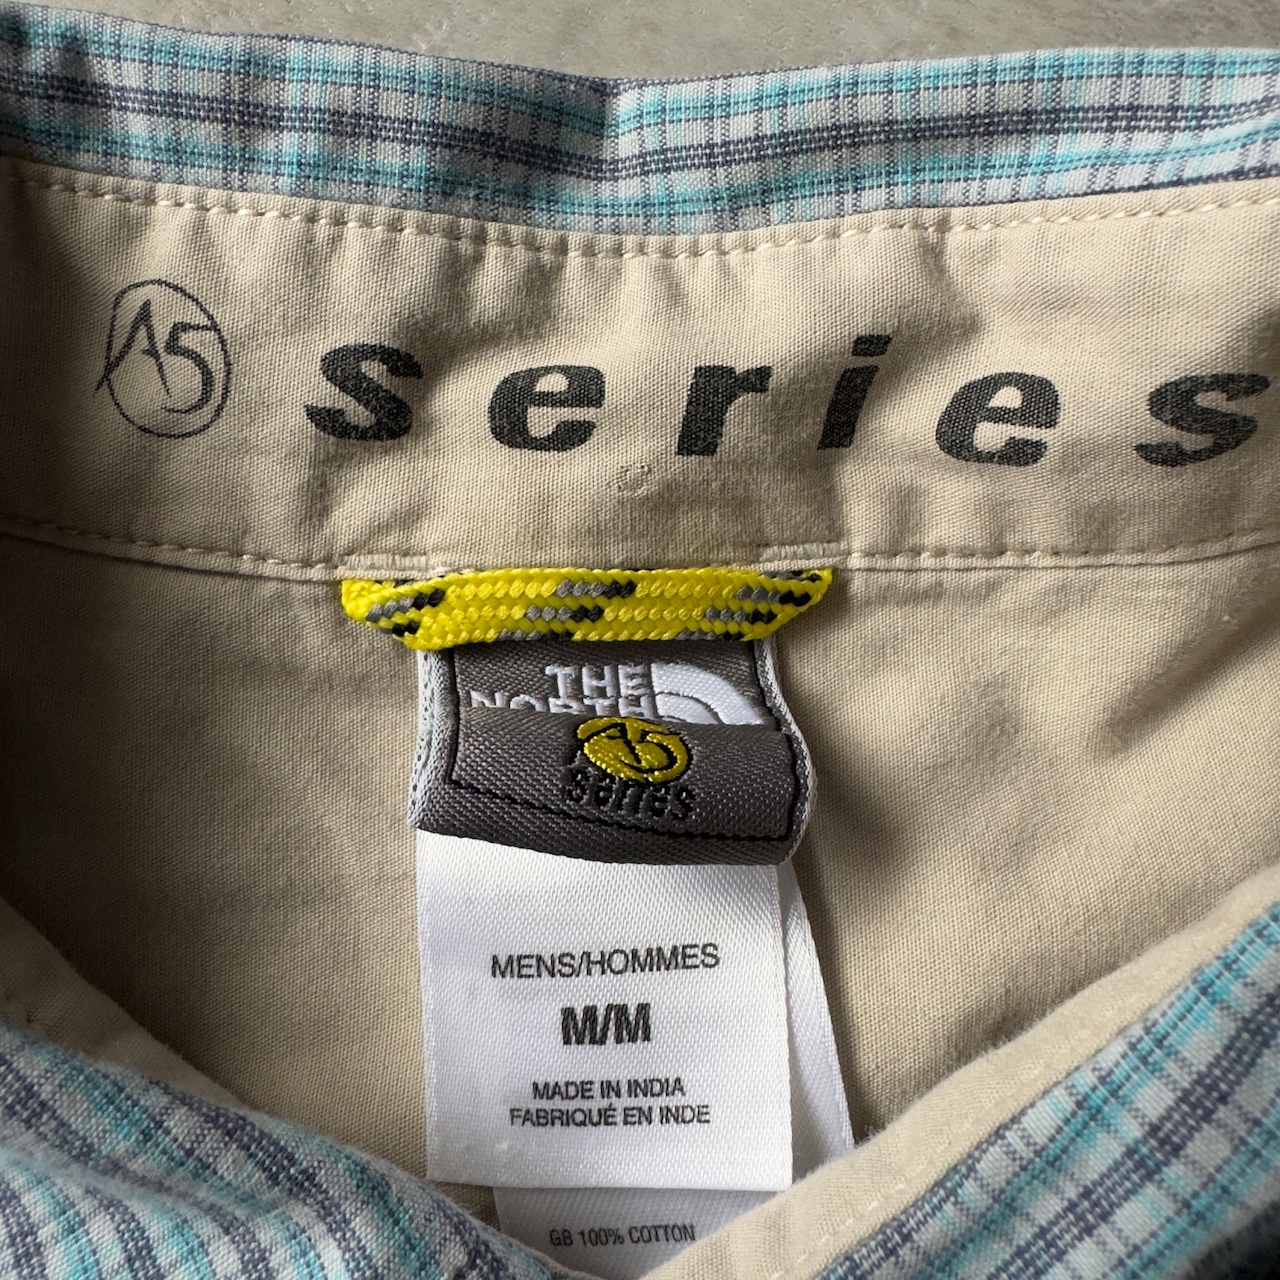 A5 series
THE
NORTH
A5
series
MENS/HOMMES
M/M
MADE IN INDIA
FABRIQUÉ EN INDE
GB 100% COTTON